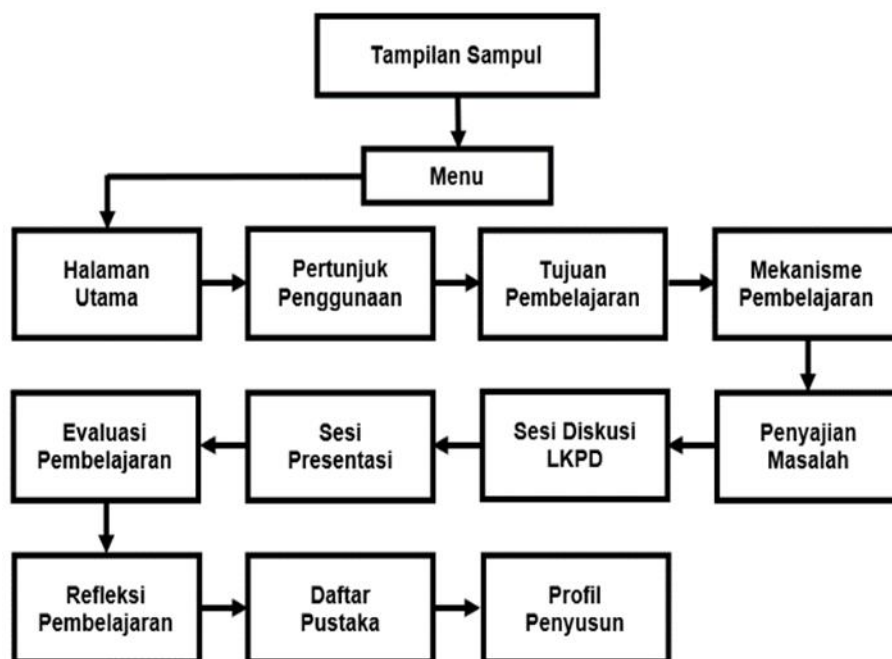 Tampilan Sampul
Menu
Halaman
Utama
Pertunjuk
Penggunaan
Tujuan
Pembelajaran
Mekanisme
Pembelajaran
Penyajian
Masalah
Sesi Diskusi
LKPD
Sesi
Presentasi
Evaluasi
Pembelajaran
Refleksi
Pembelajaran
Daftar
Pustaka
Profil
Penyusun